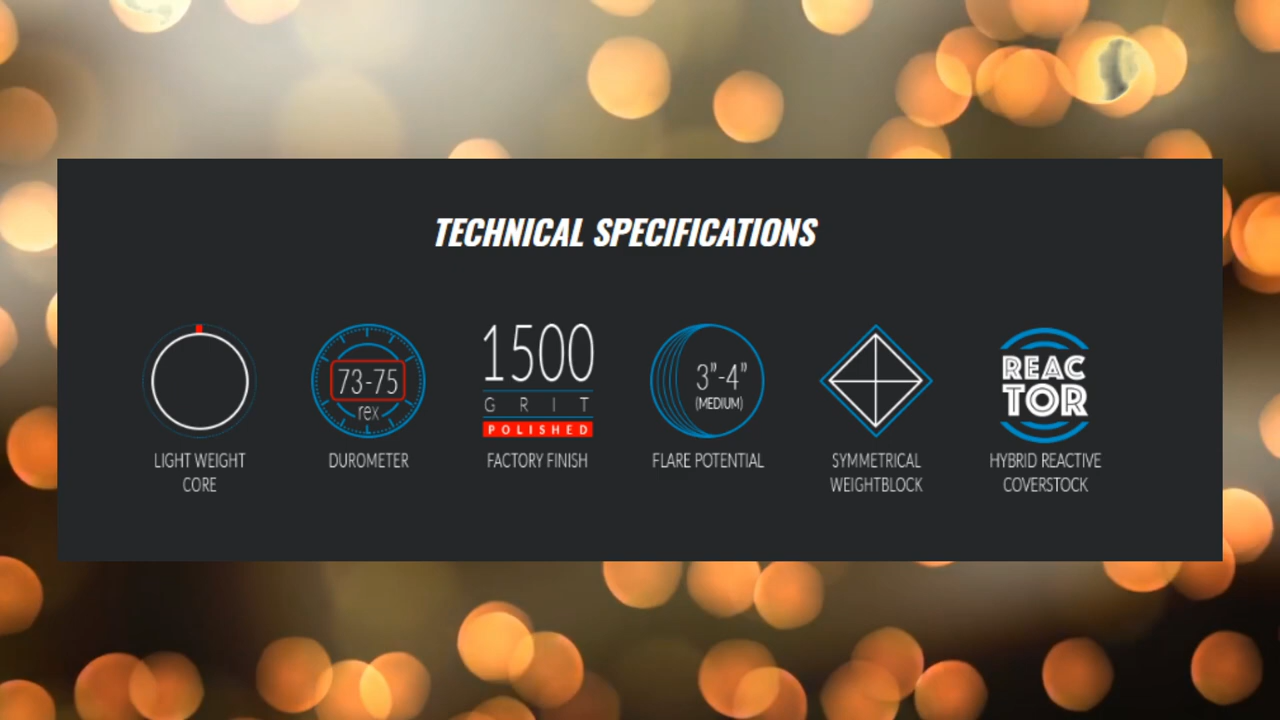 TECHNICAL SPECIFICATIONS
LIGHT WEIGHT
CORE
73-75
rex
DUROMETER
1500
GRIT
POLISHED
FACTORY FINISH
3”-4”
(MEDIUM)
FLARE POTENTIAL
SYMMETRICAL
WEIGHTBLOCK
REAC
TOR
HYBRID REACTIVE
COVERSTOCK